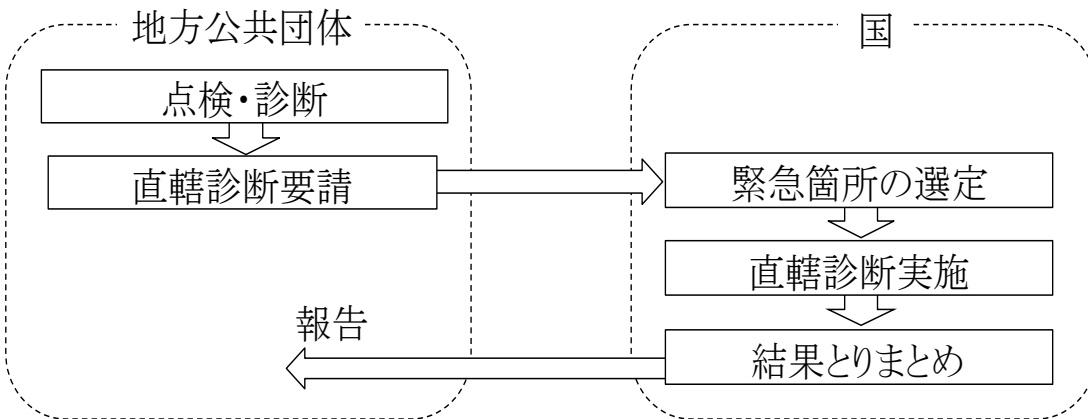 地方公共団体
国
点検・診断
直轄診断要請
緊急箇所の選定
直轄診断実施
報告
結果とりまとめ